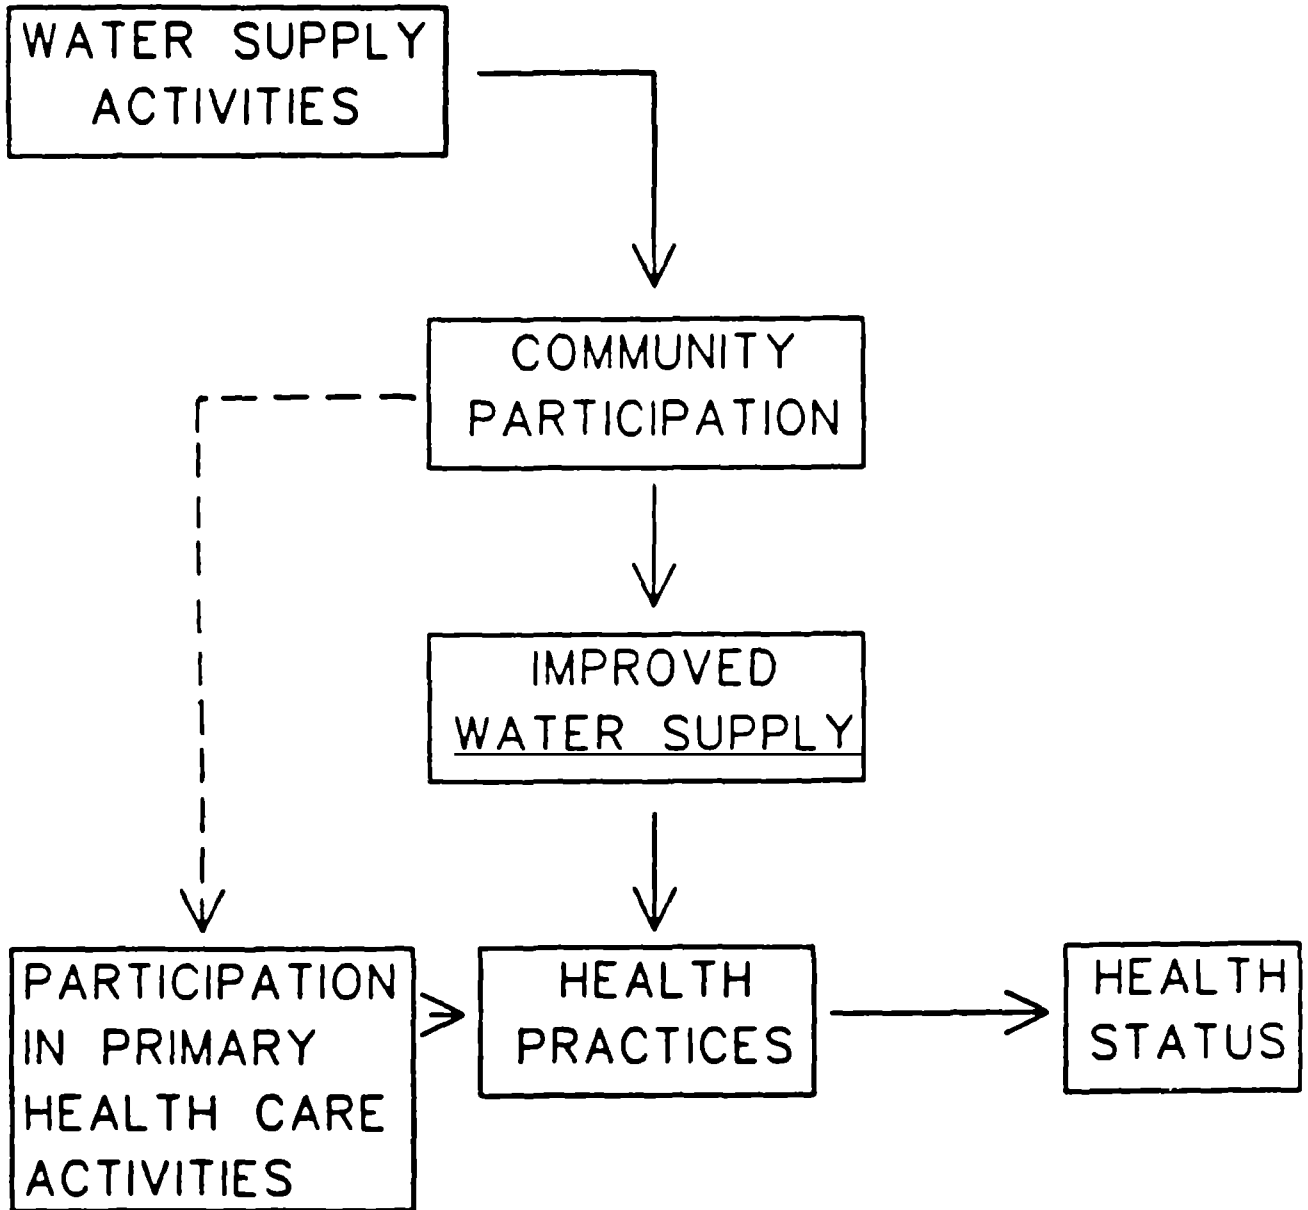 WATER SUPPLY
ACTIVITIES
COMMUNITY
PARTICIPATION
IMPROVED
WATER SUPPLY
PARTICIPATION
IN PRIMARY
HEALTH CARE
ACTIVITIES
HEALTH
PRACTICES
HEALTH
STATUS